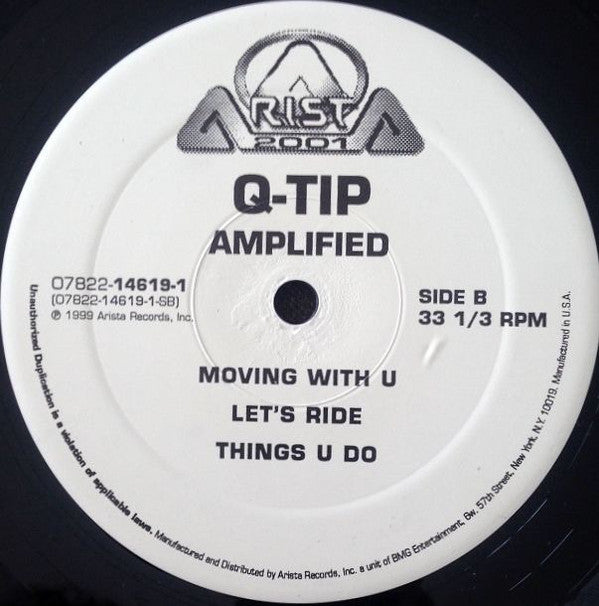 ARISTA
2001
Q-TIP
AMPLIFIED
07822-14619-1
(07822-14619-1-SB)
℗ 1999 Arista Records, Inc.
SIDE B
33 1/3 RPM
MOVING WITH U
LET'S RIDE
THINGS U DO
Unauthorized Duplication is a violation of applicable laws. Manufactured and Distributed by Arista Records, Inc. a unit of BMG Entertainment, 6w. 57th Street, New York, N.Y. 10019. Manufactured in U.S.A.